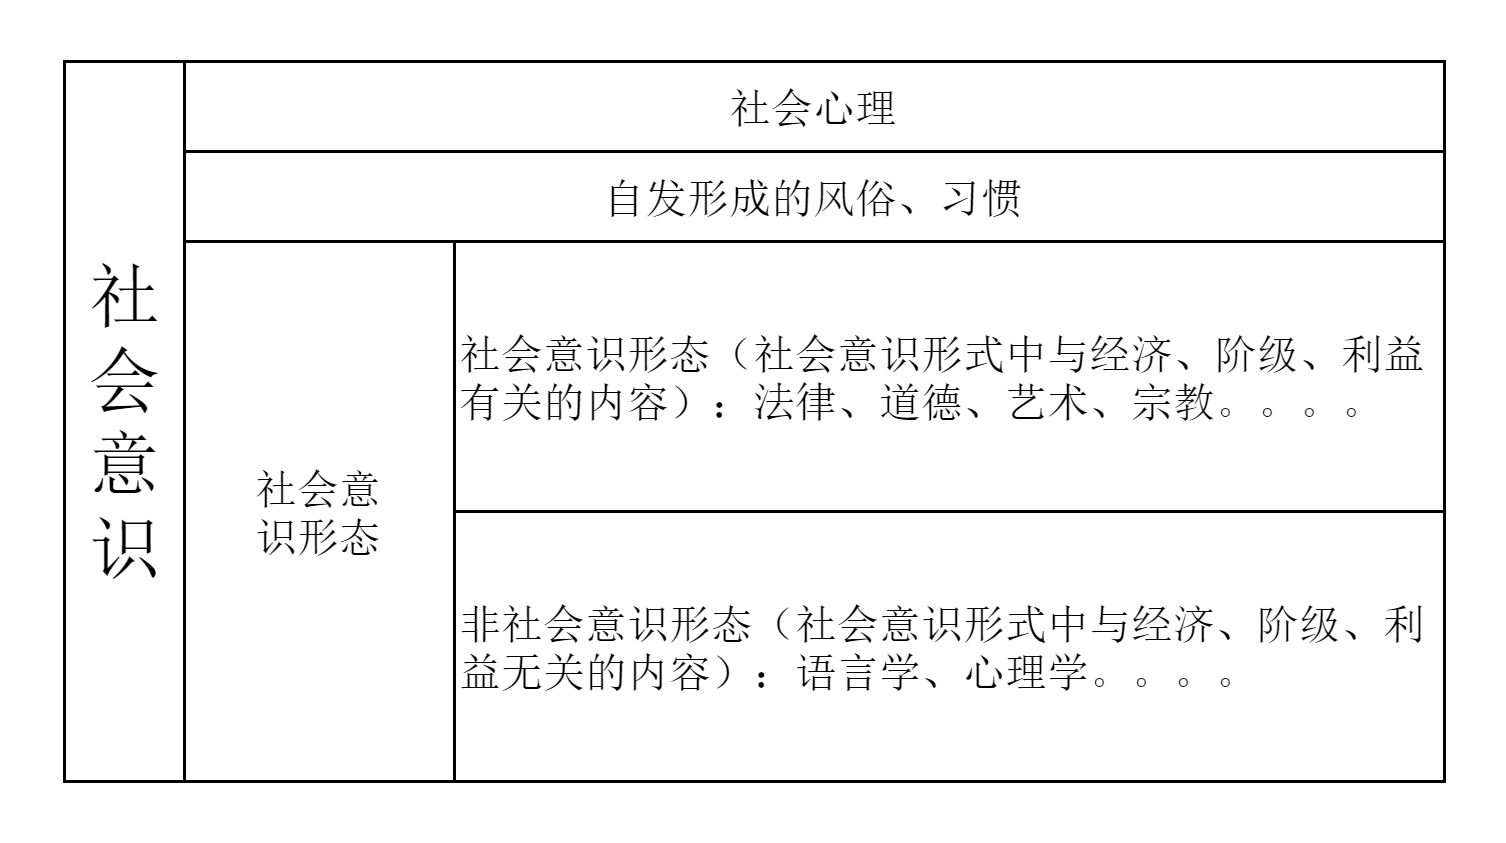 社会意识
社会心理
自发形成的风俗、习惯
社会意
识形态
社会意识形态（社会意识形式中与经济、阶级、利益
有关的内容）：法律、道德、艺术、宗教。。。。
非社会意识形态（社会意识形式中与经济、阶级、利
益无关的内容）：语言学、心理学。。。。